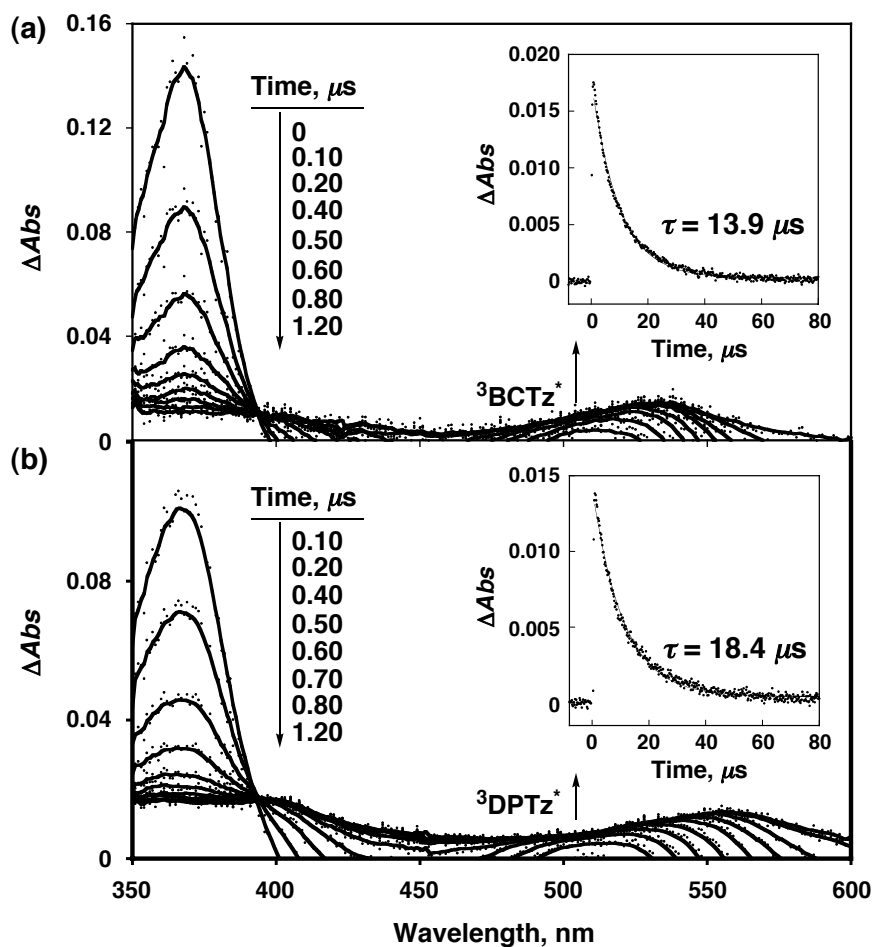 (a)
0.16
0.12
0.08
0.04
0
ΔAbs
Time, μs
0
0.10
0.20
0.40
0.50
0.60
0.80
1.20
0.020
0.015
0.010
0.005
0
ΔAbs
τ = 13.9 μs
0 20 40 60 80
Time, μs
³BCTz*
(b)
0.08
0.04
0
ΔAbs
Time, μs
0.10
0.20
0.40
0.50
0.60
0.70
0.80
1.20
0.015
0.010
0.005
0
ΔAbs
τ = 18.4 μs
0 20 40 60 80
Time, μs
³DPTz*
350 400 450 500 550 600
Wavelength, nm